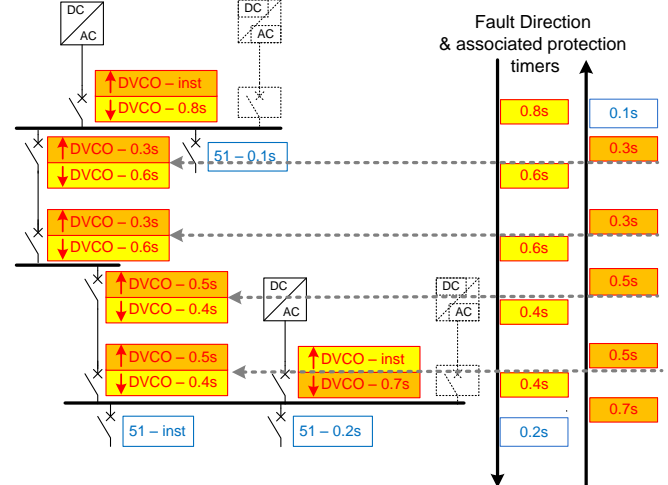 DC
AC
DC
AC
Fault Direction
& associated protection
timers
DVCO – inst
DVCO – 0.8s
0.8s
0.1s
DVCO – 0.3s
DVCO – 0.6s
51 – 0.1s
0.3s
0.6s
DVCO – 0.3s
DVCO – 0.6s
0.3s
0.6s
DVCO – 0.5s
DVCO – 0.4s
DC
AC
DC
AC
0.5s
0.4s
DVCO – 0.5s
DVCO – 0.4s
DVCO – inst
DVCO – 0.7s
0.5s
0.4s
0.7s
51 – inst
51 – 0.2s
0.2s